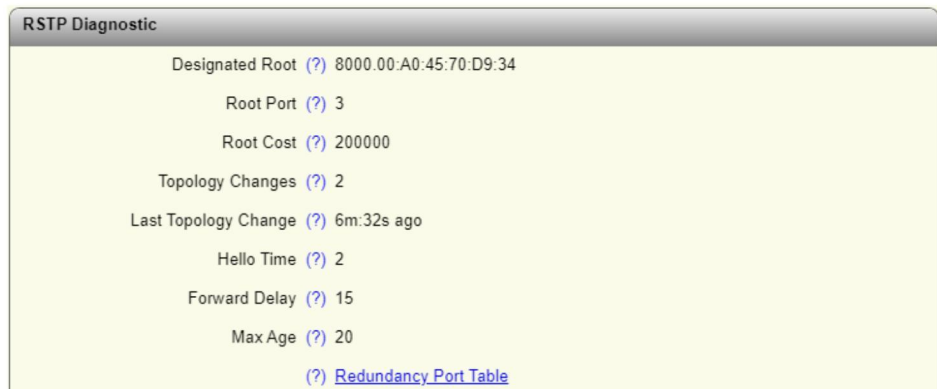 RSTP Diagnostic
Designated Root (?) 8000.00:A0:45:70:D9:34
Root Port (?) 3
Root Cost (?) 200000
Topology Changes (?) 2
Last Topology Change (?) 6m:32s ago
Hello Time (?) 2
Forward Delay (?) 15
Max Age (?) 20
(?) Redundancy Port Table